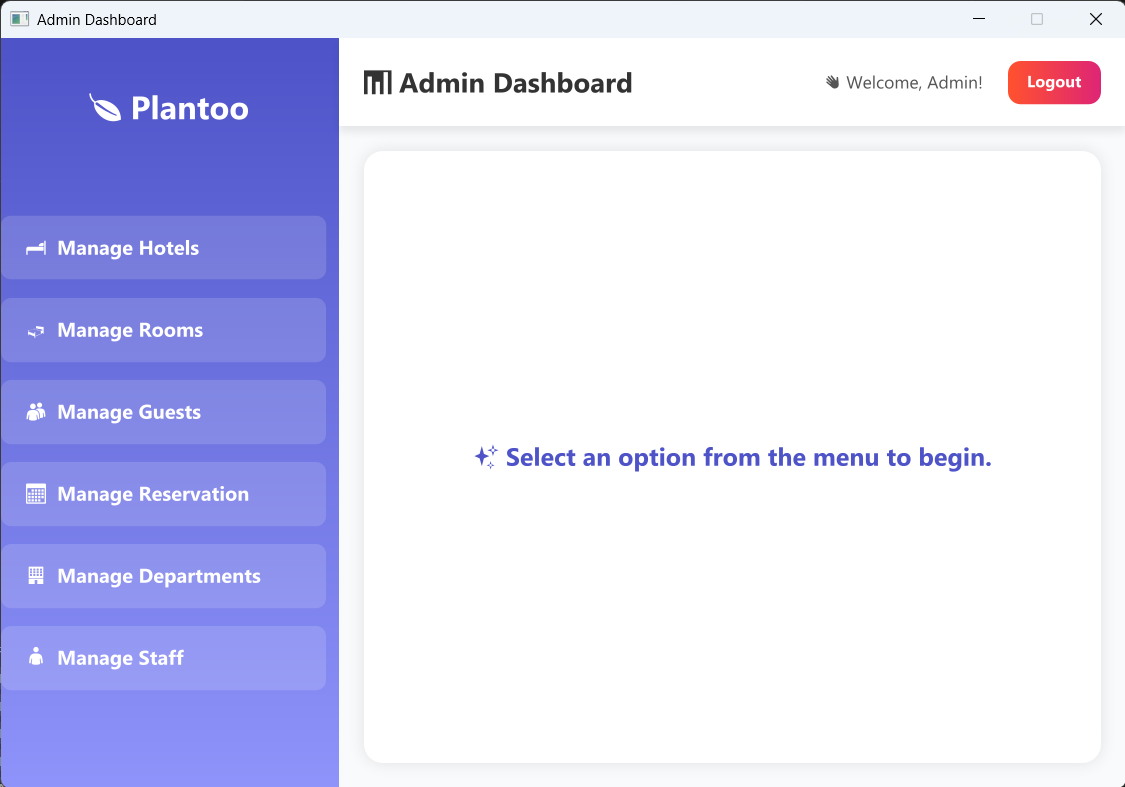 Admin Dashboard
Plantoo
Admin Dashboard
Welcome, Admin!
Logout
Manage Hotels
Manage Rooms
Manage Guests
Manage Reservation
Manage Departments
Manage Staff
Select an option from the menu to begin.